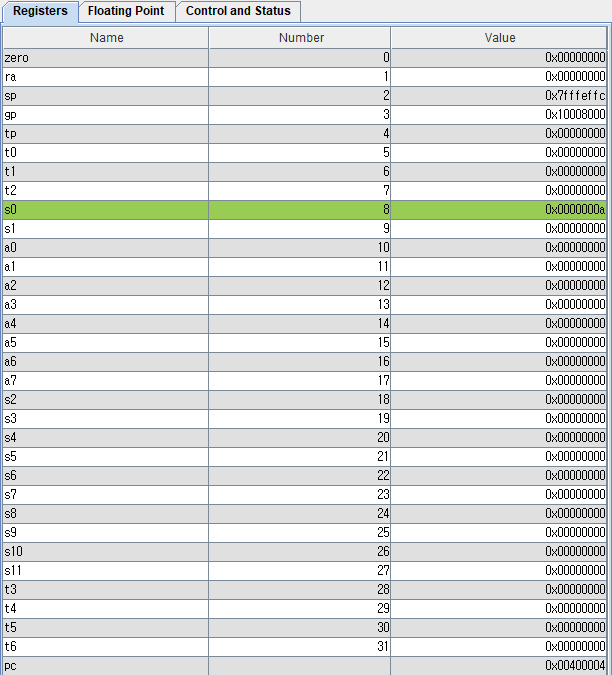 Registers Floating Point Control and Status
Name Number Value
zero 0 0x00000000
ra 1 0x00000000
sp 2 0x7fffeffc
gp 3 0x10008000
tp 4 0x00000000
t0 5 0x00000000
t1 6 0x00000000
t2 7 0x00000000
s0 8 0x0000000a
s1 9 0x00000000
a0 10 0x00000000
a1 11 0x00000000
a2 12 0x00000000
a3 13 0x00000000
a4 14 0x00000000
a5 15 0x00000000
a6 16 0x00000000
a7 17 0x00000000
s2 18 0x00000000
s3 19 0x00000000
s4 20 0x00000000
s5 21 0x00000000
s6 22 0x00000000
s7 23 0x00000000
s8 24 0x00000000
s9 25 0x00000000
s10 26 0x00000000
s11 27 0x00000000
t3 28 0x00000000
t4 29 0x00000000
t5 30 0x00000000
t6 31 0x00000000
pc 0x00400004